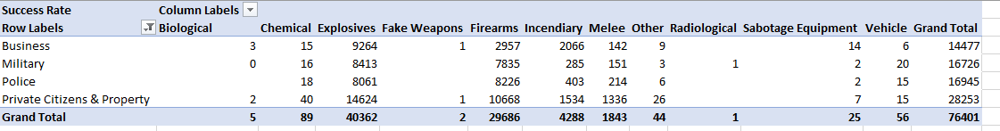 Success Rate Column Labels
Row Labels Biological Chemical Explosives Fake Weapons Firearms Incendiary Melee Other Radiological Sabotage Equipment Vehicle Grand Total
Business 3 15 9264 1 2957 2066 142 9 14 6 14477
Military 0 16 8413 7835 285 151 3 1 2 20 16726
Police 18 8061 8226 403 214 6 2 15 16945
Private Citizens & Property 2 40 14624 1 10668 1534 1336 26 7 15 28253
Grand Total 5 89 40362 2 29686 4288 1843 44 1 25 56 76401